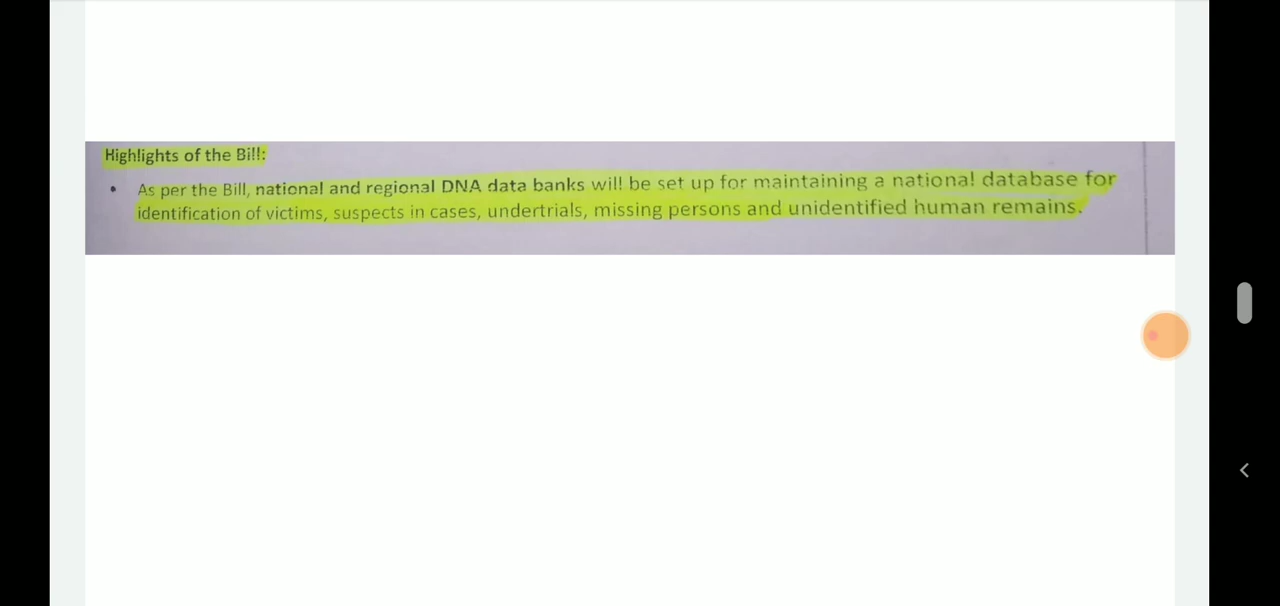 Highlights of the Bill:
• As per the Bill, national and regional DNA data banks will be set up for maintaining a national database for
identification of victims, suspects in cases, undertrials, missing persons and unidentified human remains.